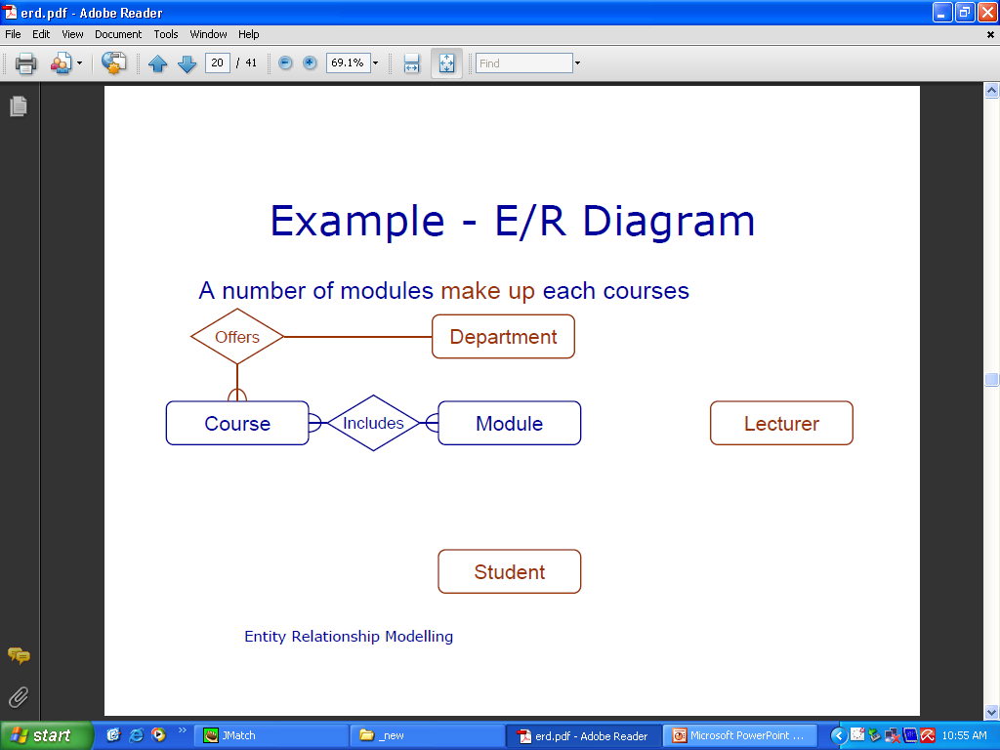 erd.pdf - Adobe Reader
File Edit View Document Tools Window Help
20 / 41 69.1% Find
Example - E/R Diagram
A number of modules make up each courses
Offers
Department
Course
Includes
Module
Lecturer
Student
Entity Relationship Modelling
start JMatch _new erd.pdf - Adobe Reader Microsoft PowerPoint ... 10:55 AM